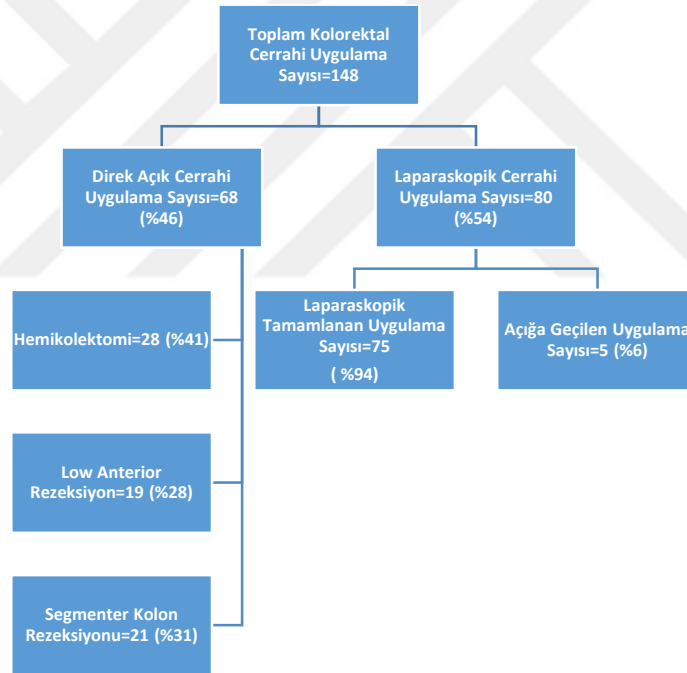 Toplam Kolorektal
Cerrahi Uygulama
Sayısı=148
Direk Açık Cerrahi
Uygulama Sayısı=68
(%46)
Laparaskopik Cerrahi
Uygulama Sayısı=80
(%54)
Hemikolektomi=28 (%41)
Laparaskopik
Tamamlanan Uygulama
Sayısı=75
( %94)
Açığa Geçilen Uygulama
Sayısı=5 (%6)
Low Anterior
Rezeksiyon=19 (%28)
Segmenter Kolon
Rezeksiyonu=21 (%31)